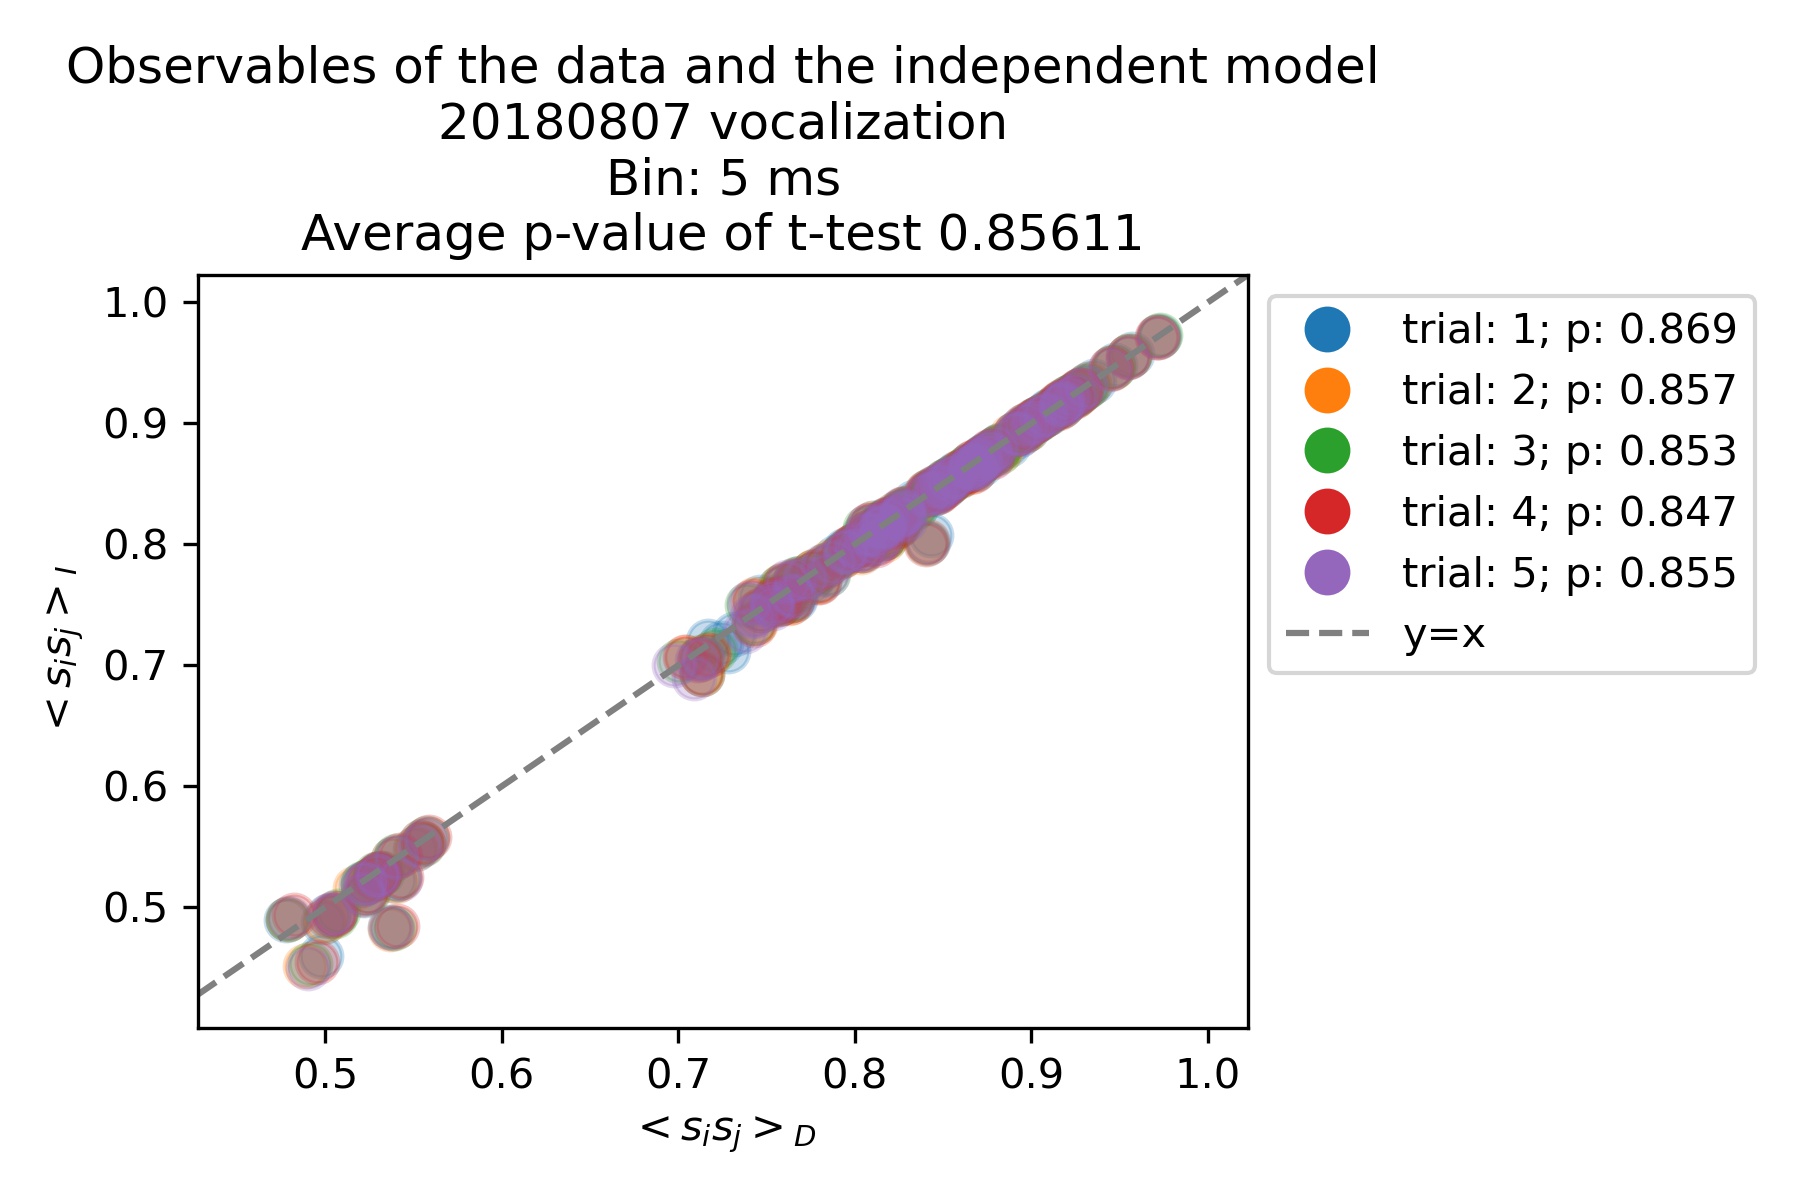 Observables of the data and the independent model
20180807 vocalization
Bin: 5 ms
Average p-value of t-test 0.85611
1.0
0.9
0.8
0.7
0.6
0.5
< s_i s_j >_I
0.5 0.6 0.7 0.8 0.9 1.0
< s_i s_j >_D
trial: 1; p: 0.869
trial: 2; p: 0.857
trial: 3; p: 0.853
trial: 4; p: 0.847
trial: 5; p: 0.855
y=x